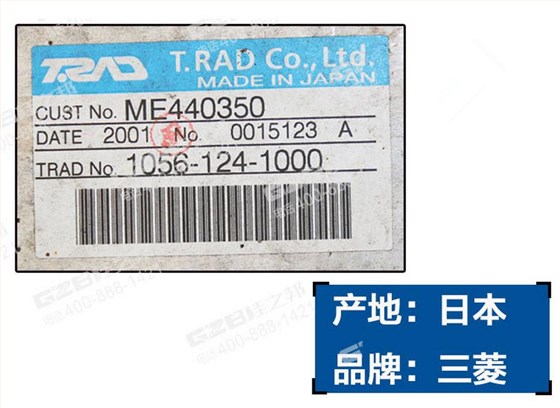 T.RAD T.RAD Co., Ltd.
MADE IN JAPAN
CUST No. ME440350
DATE 2001 No. 0015123 A
TRAD No. 1056-124-1000
产地：日本
品牌：三菱